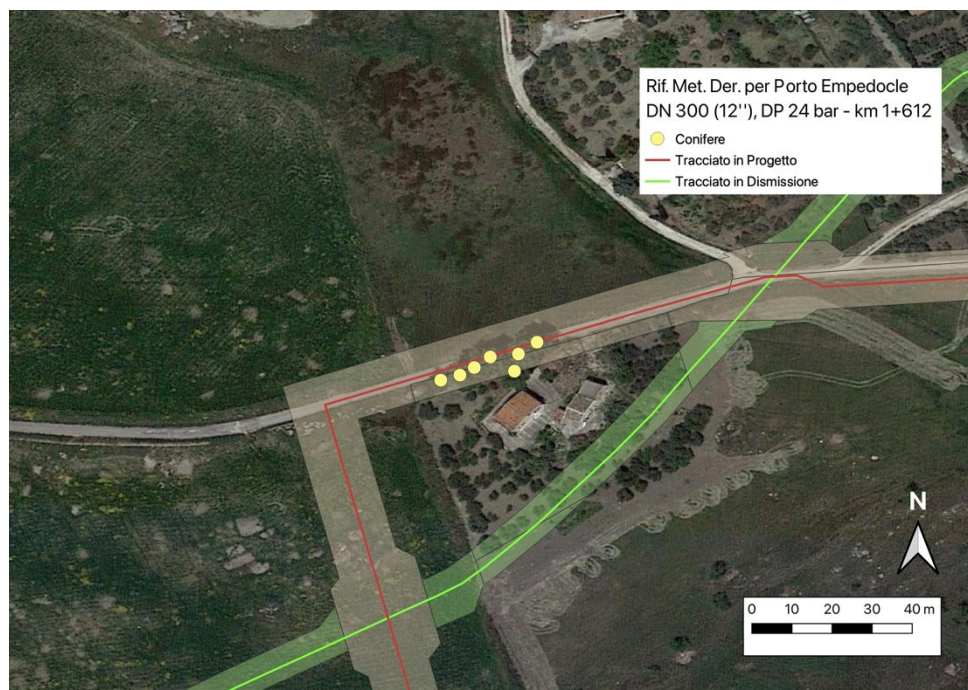 Rif. Met. Der. per Porto Empedocle
DN 300 (12''), DP 24 bar - km 1+612
Conifere
Tracciato in Progetto
Tracciato in Dismissione
N
0 10 20 30 40 m